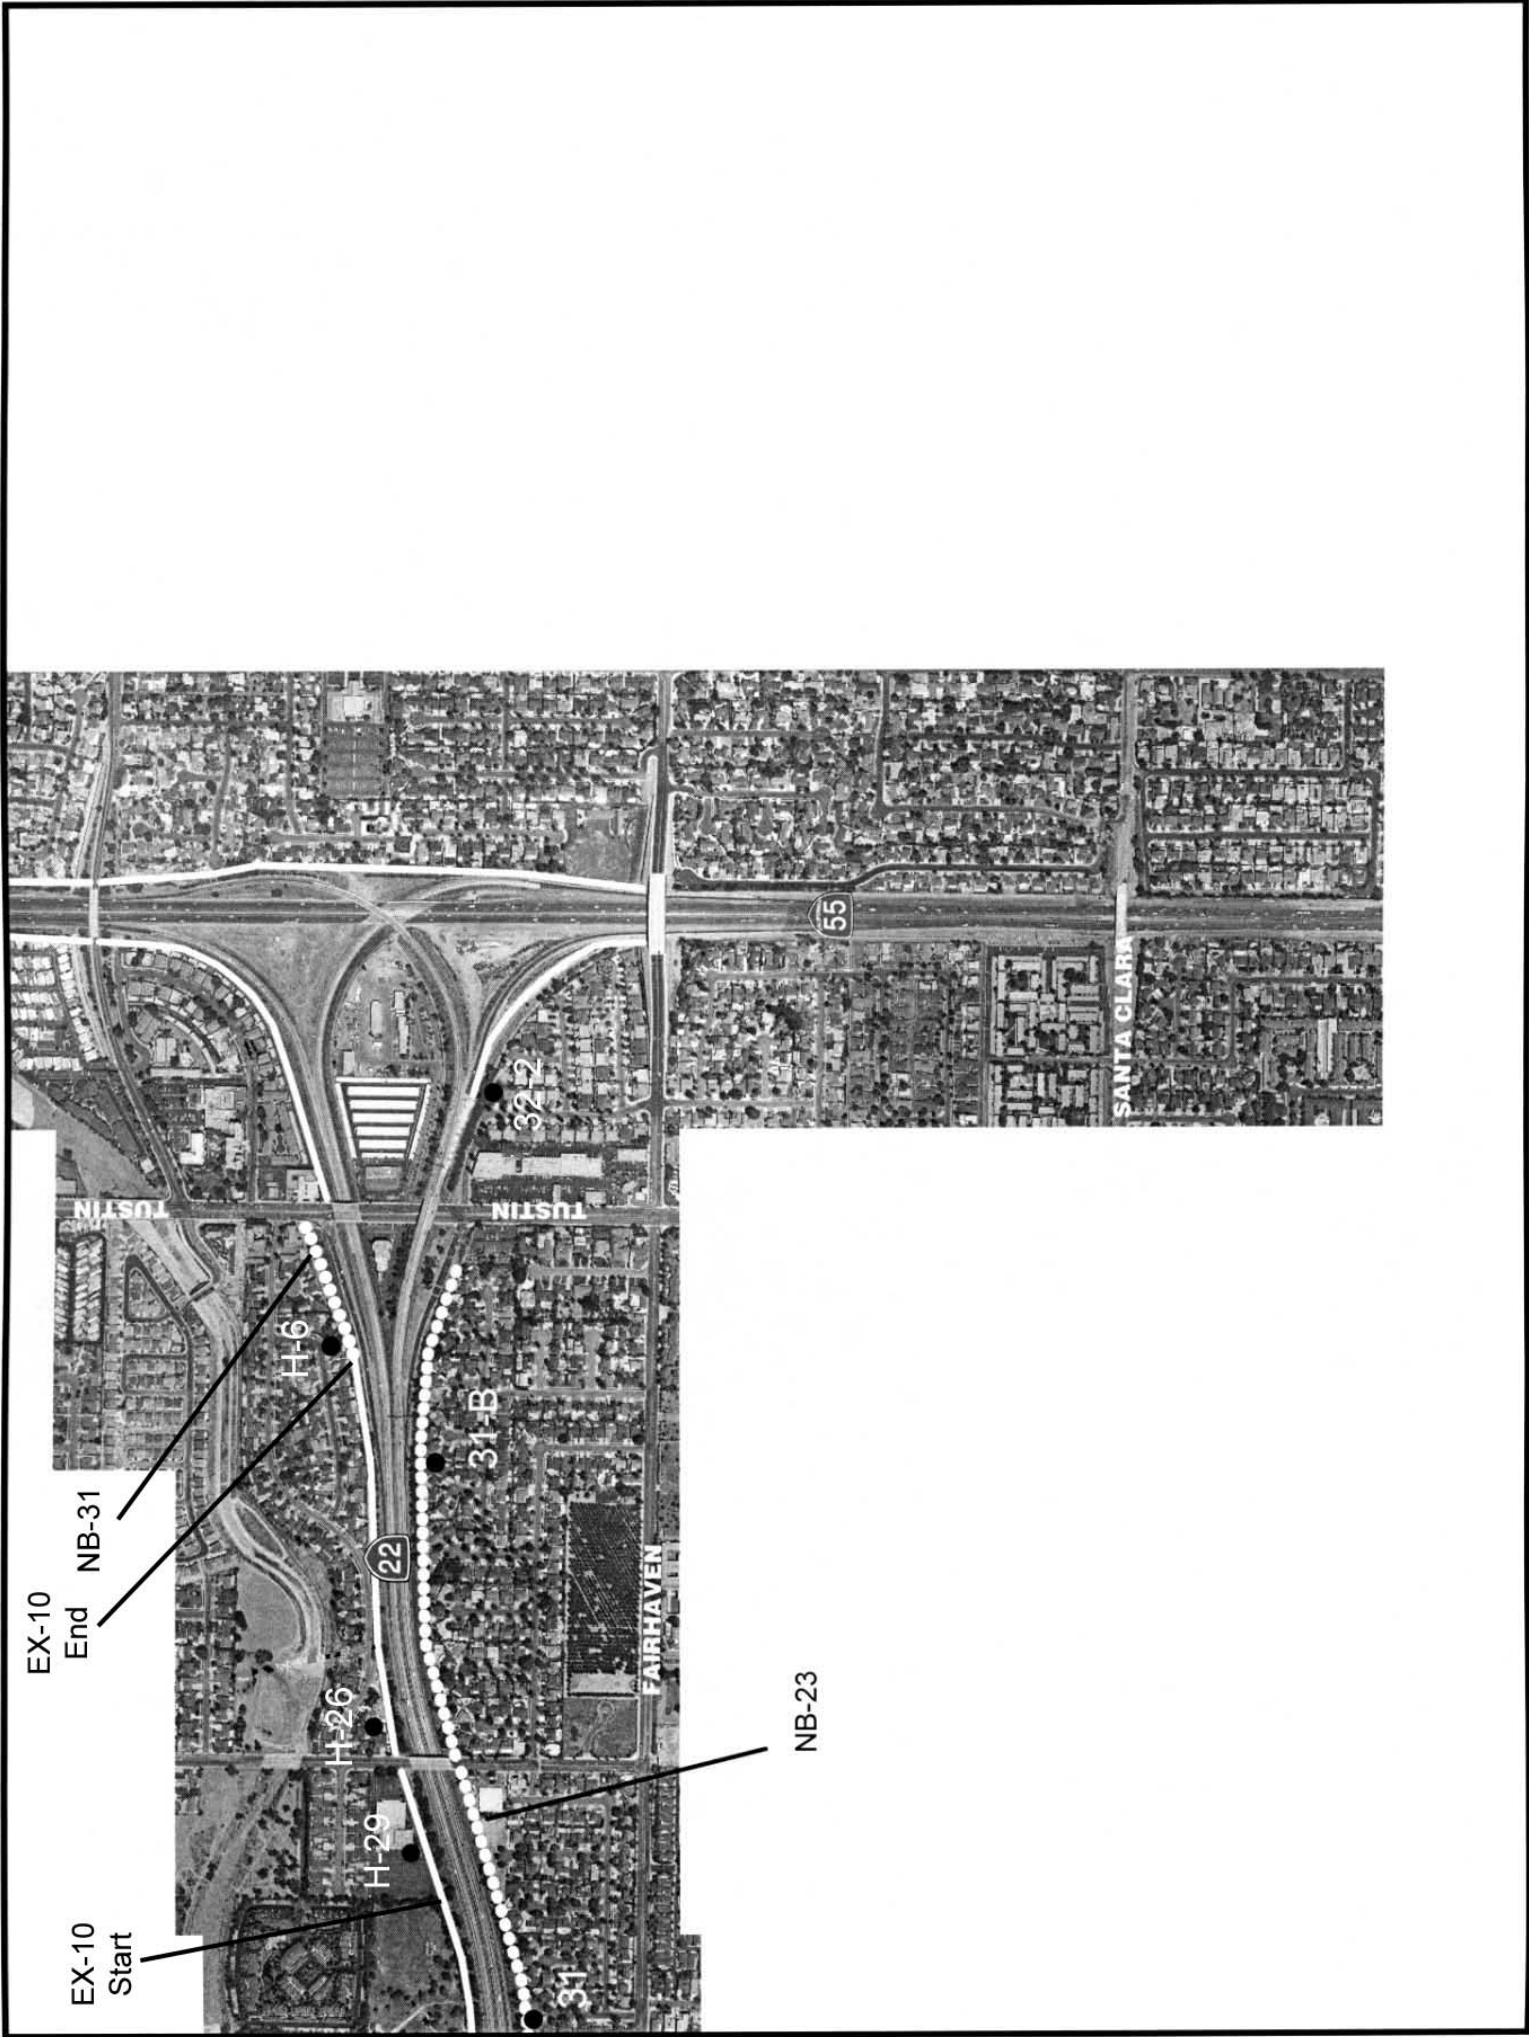 EX-10
Start
EX-10
End
NB-31
H-29
H-26
H-6
TUSTIN
TUSTIN
22
31
31-B
32-2
55
FAIRHAVEN
SANTA CLARA
NB-23